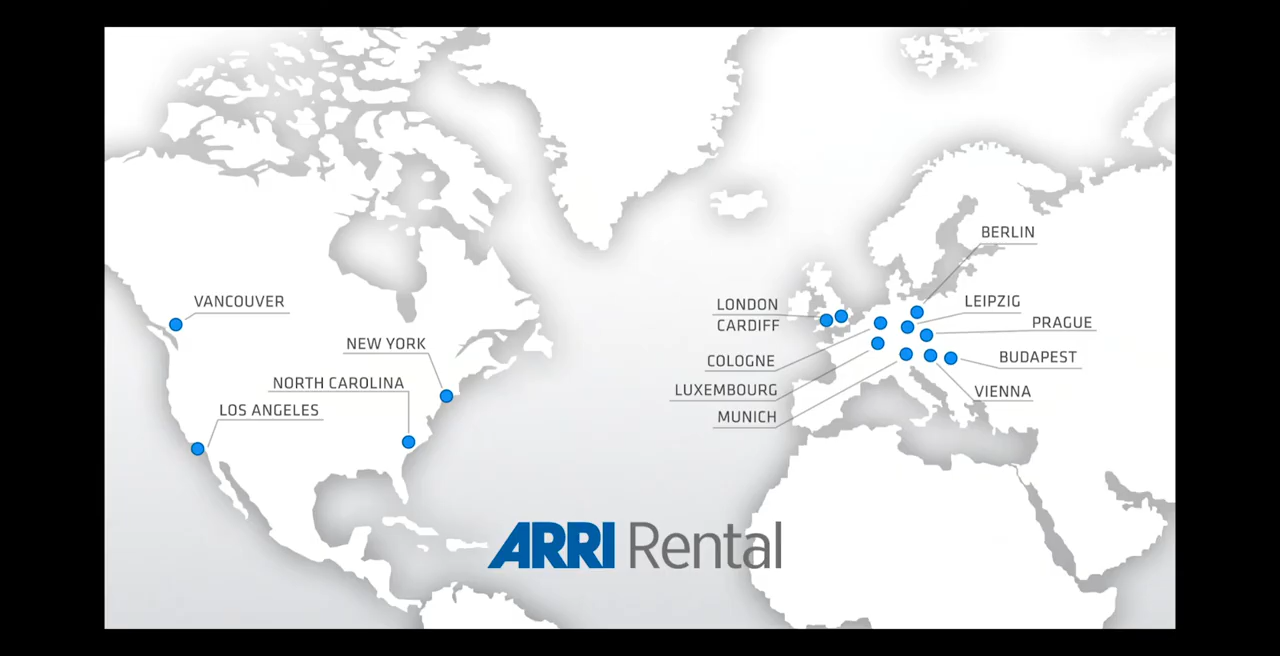 BERLIN
VANCOUVER
LONDON
LEIPZIG
CARDIFF
PRAGUE
NEW YORK
COLOGNE
BUDAPEST
NORTH CAROLINA
LUXEMBOURG
VIENNA
LOS ANGELES
MUNICH
ARRI Rental